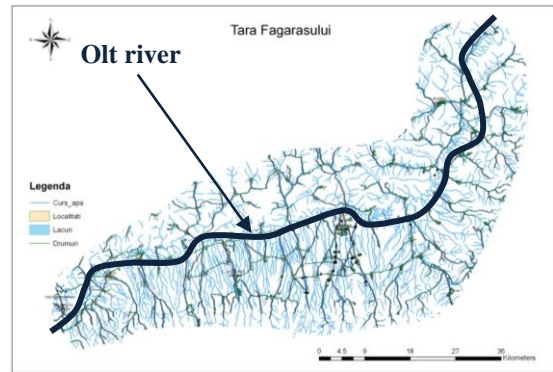 Tara Fagarasului
Olt river
Legenda
Curs_apa
Localitati
Lacuri
Drumuri
0 4.5 9 18 27 36
Kilometers